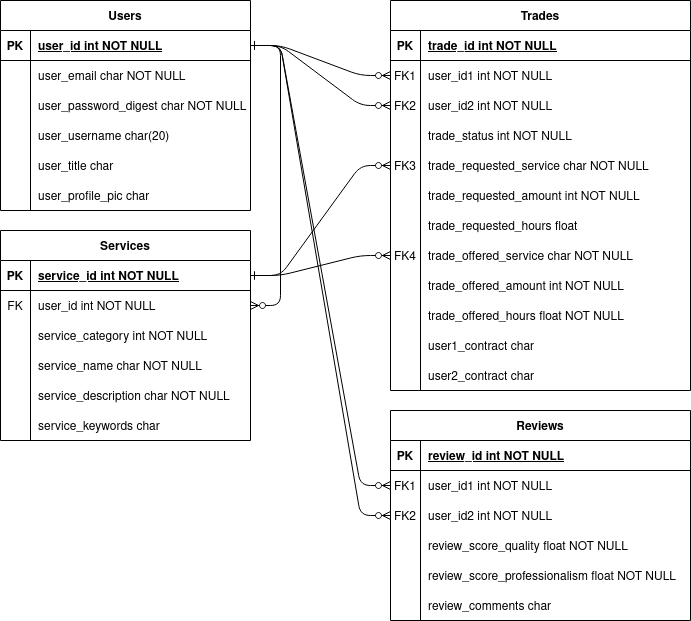 Users
PK user_id int NOT NULL
user_email char NOT NULL
user_password_digest char NOT NULL
user_username char(20)
user_title char
user_profile_pic char
Services
PK service_id int NOT NULL
FK user_id int NOT NULL
service_category int NOT NULL
service_name char NOT NULL
service_description char NOT NULL
service_keywords char
Trades
PK trade_id int NOT NULL
FK1 user_id1 int NOT NULL
FK2 user_id2 int NOT NULL
trade_status int NOT NULL
FK3 trade_requested_service char NOT NULL
trade_requested_amount int NOT NULL
trade_requested_hours float
FK4 trade_offered_service char NOT NULL
trade_offered_amount int NOT NULL
trade_offered_hours float NOT NULL
user1_contract char
user2_contract char
Reviews
PK review_id int NOT NULL
FK1 user_id1 int NOT NULL
FK2 user_id2 int NOT NULL
review_score_quality float NOT NULL
review_score_professionalism float NOT NULL
review_comments char